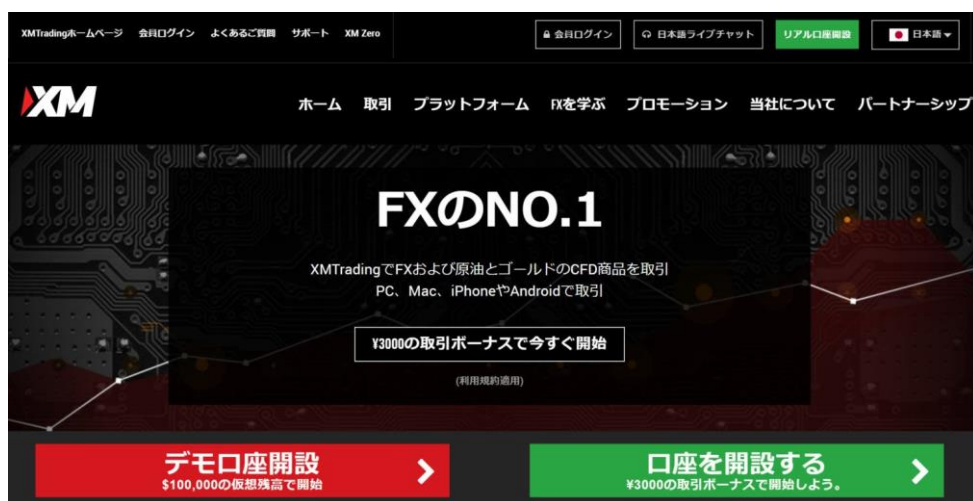 XMTradingホームページ 会員ログイン よくあるご質問 サポート XM Zero 会員ログイン 日本語ライブチャット リアル口座開設 日本語
XM ホーム 取引 プラットフォーム FXを学ぶ プロモーション 当社について パートナーシップ
FXのNO.1
XMTradingでFXおよび原油とゴールドのCFD商品を取引
PC、Mac、iPhoneやAndroidで取引
¥3000の取引ボーナスで今すぐ開始
(利用規約適用)
デモ口座開設 口座を開設する
$100,000の仮想残高で開始 ¥3000の取引ボーナスで開始しよう。